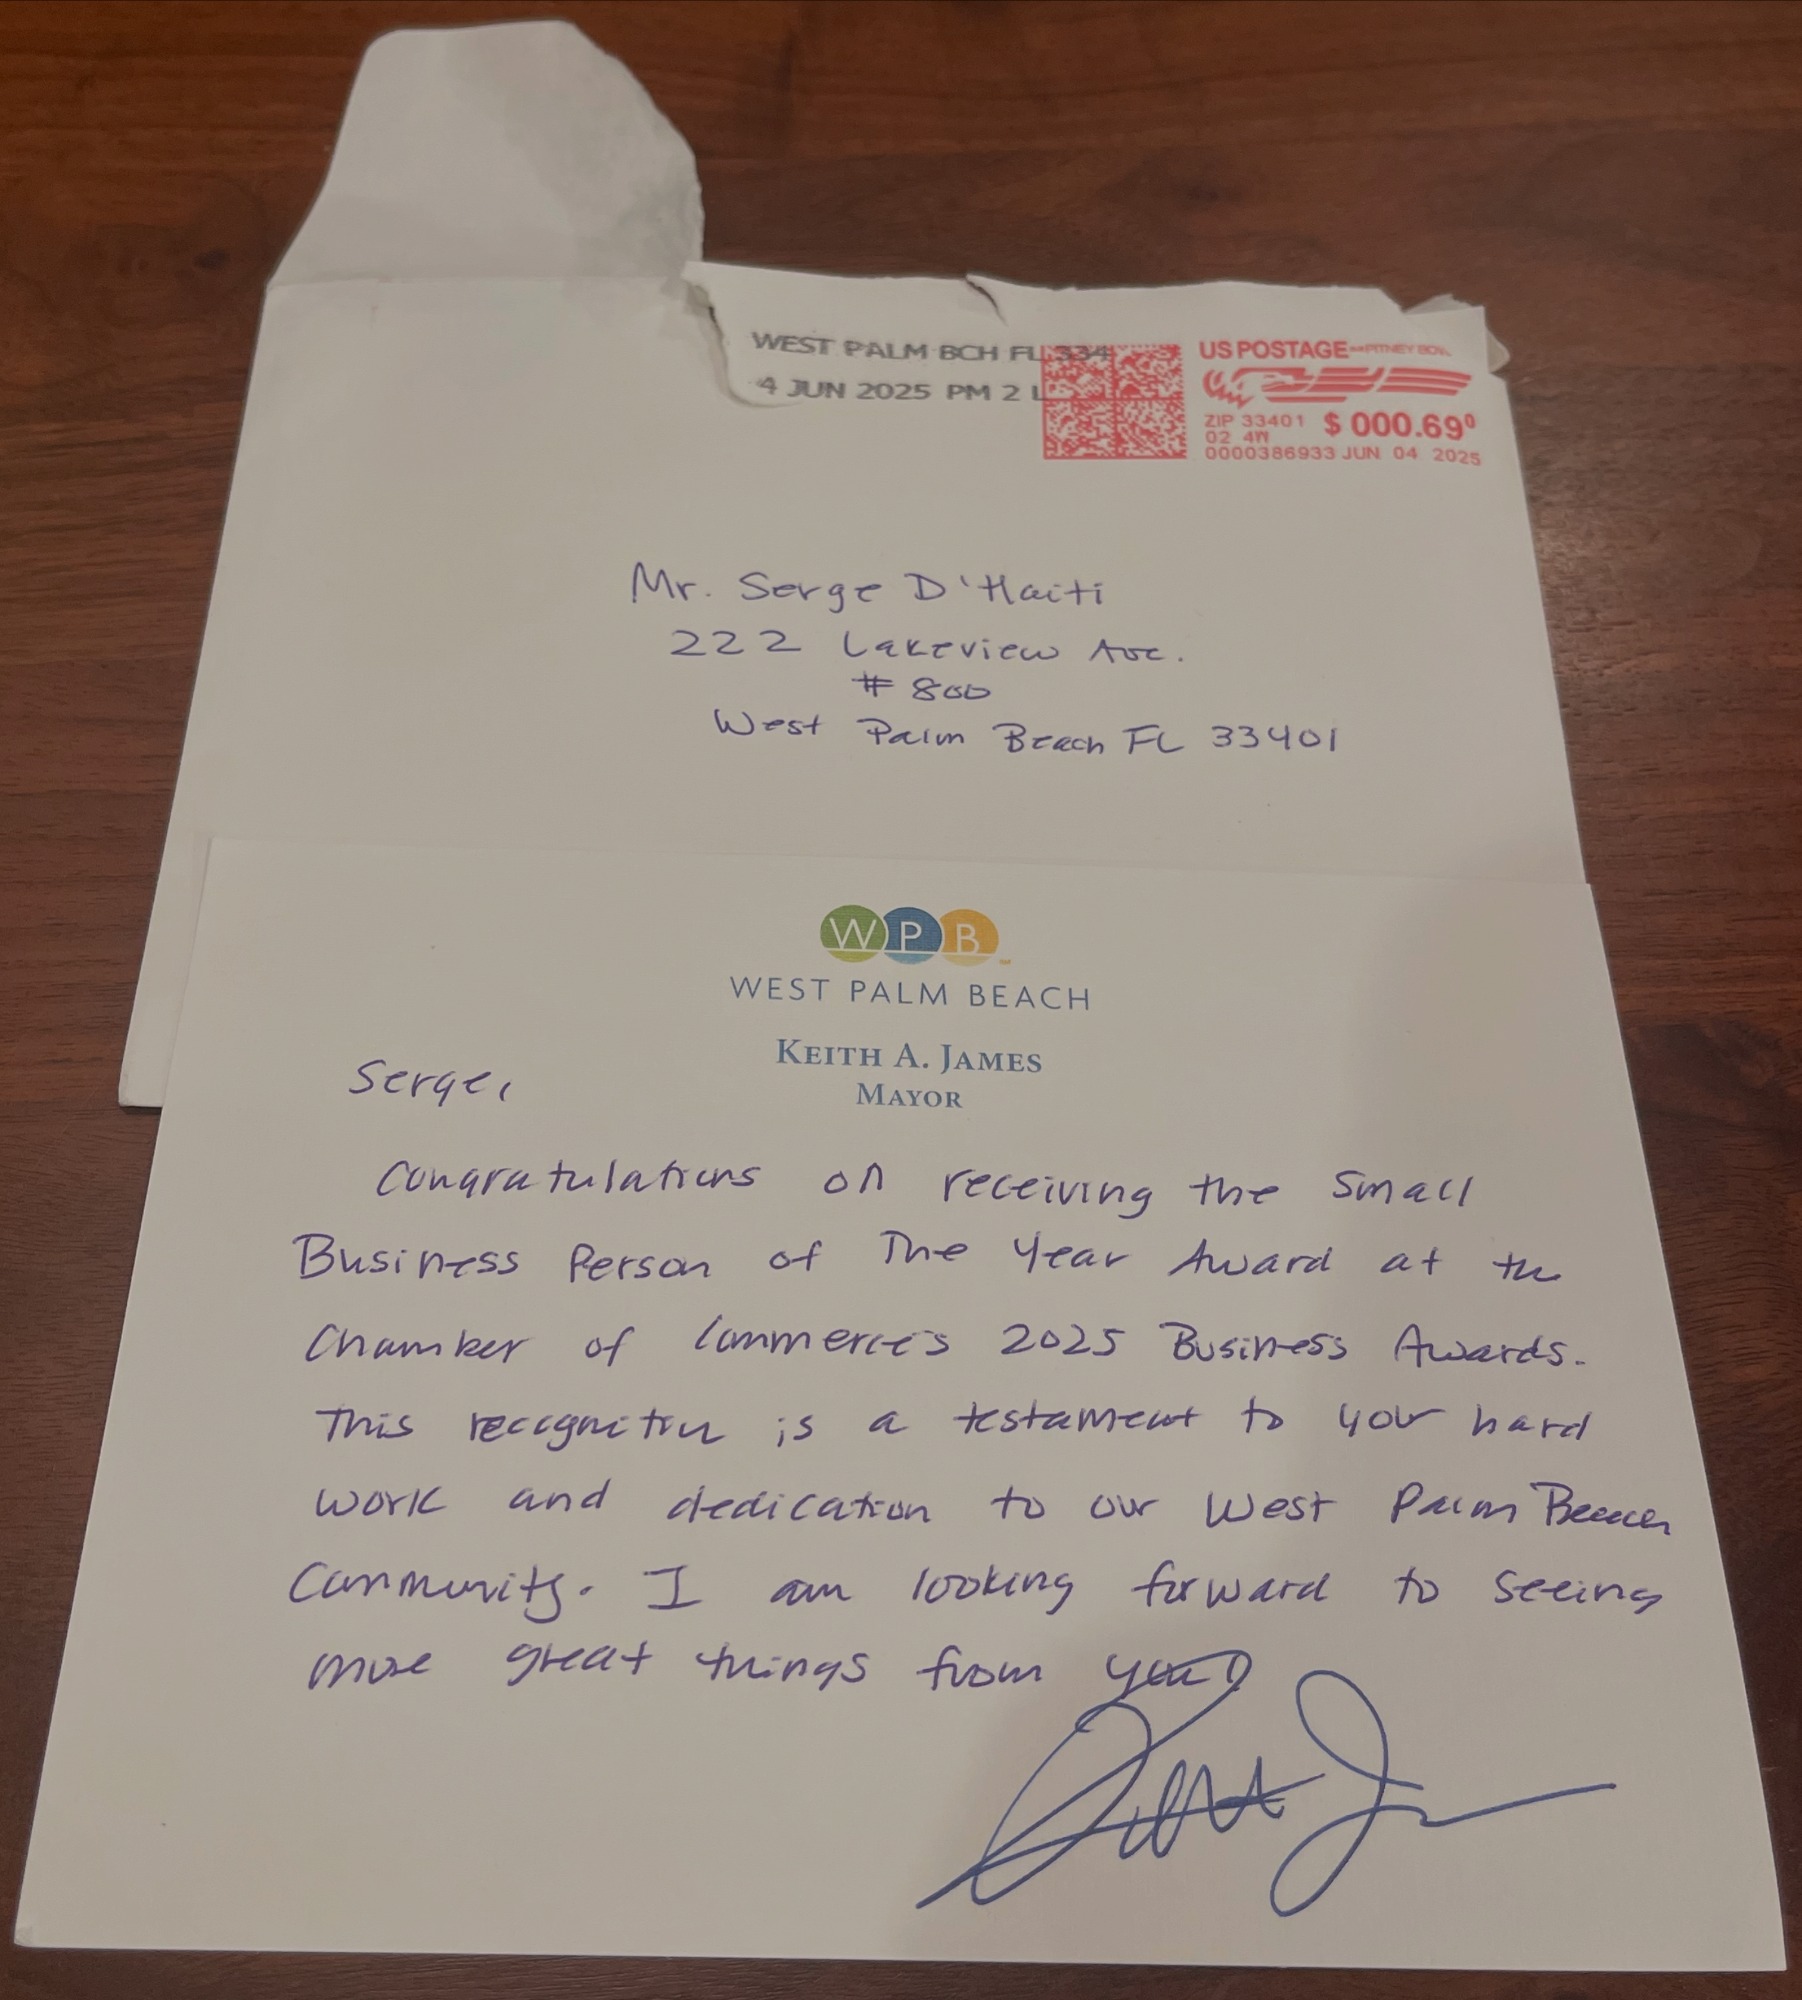 WEST PALM BCH FL 334
4 JUN 2025 PM 2 L
US POSTAGE PITNEY BOW
ZIP 33401 $ 000.69⁰
02 4W
0000386933 JUN 04 2025
Mr. Serge D'Haiti
222 Lakeview Ave.
# 800
West Palm Beach FL 33401
WPB
WEST PALM BEACH
KEITH A. JAMES
MAYOR
Serge,
Congratulations on receiving the Small
Business Person of The Year Award at the
Chamber of Commerce's 2025 Business Awards.
This recognition is a testament to your hard
work and dedication to our West Palm Beach
Community. I am looking forward to seeing
more great things from you!